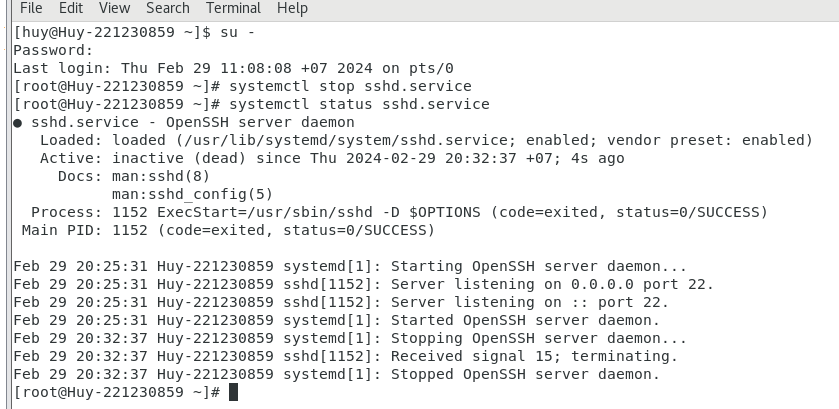 File Edit View Search Terminal Help
[huy@Huy-221230859 ~]$ su -
Password:
Last login: Thu Feb 29 11:08:08 +07 2024 on pts/0
[root@Huy-221230859 ~]# systemctl stop sshd.service
[root@Huy-221230859 ~]# systemctl status sshd.service
● sshd.service - OpenSSH server daemon
   Loaded: loaded (/usr/lib/systemd/system/sshd.service; enabled; vendor preset: enabled)
   Active: inactive (dead) since Thu 2024-02-29 20:32:37 +07; 4s ago
     Docs: man:sshd(8)
           man:sshd_config(5)
  Process: 1152 ExecStart=/usr/sbin/sshd -D $OPTIONS (code=exited, status=0/SUCCESS)
 Main PID: 1152 (code=exited, status=0/SUCCESS)

Feb 29 20:25:31 Huy-221230859 systemd[1]: Starting OpenSSH server daemon...
Feb 29 20:25:31 Huy-221230859 sshd[1152]: Server listening on 0.0.0.0 port 22.
Feb 29 20:25:31 Huy-221230859 sshd[1152]: Server listening on :: port 22.
Feb 29 20:25:31 Huy-221230859 systemd[1]: Started OpenSSH server daemon.
Feb 29 20:32:37 Huy-221230859 systemd[1]: Stopping OpenSSH server daemon...
Feb 29 20:32:37 Huy-221230859 sshd[1152]: Received signal 15; terminating.
Feb 29 20:32:37 Huy-221230859 systemd[1]: Stopped OpenSSH server daemon.
[root@Huy-221230859 ~]#